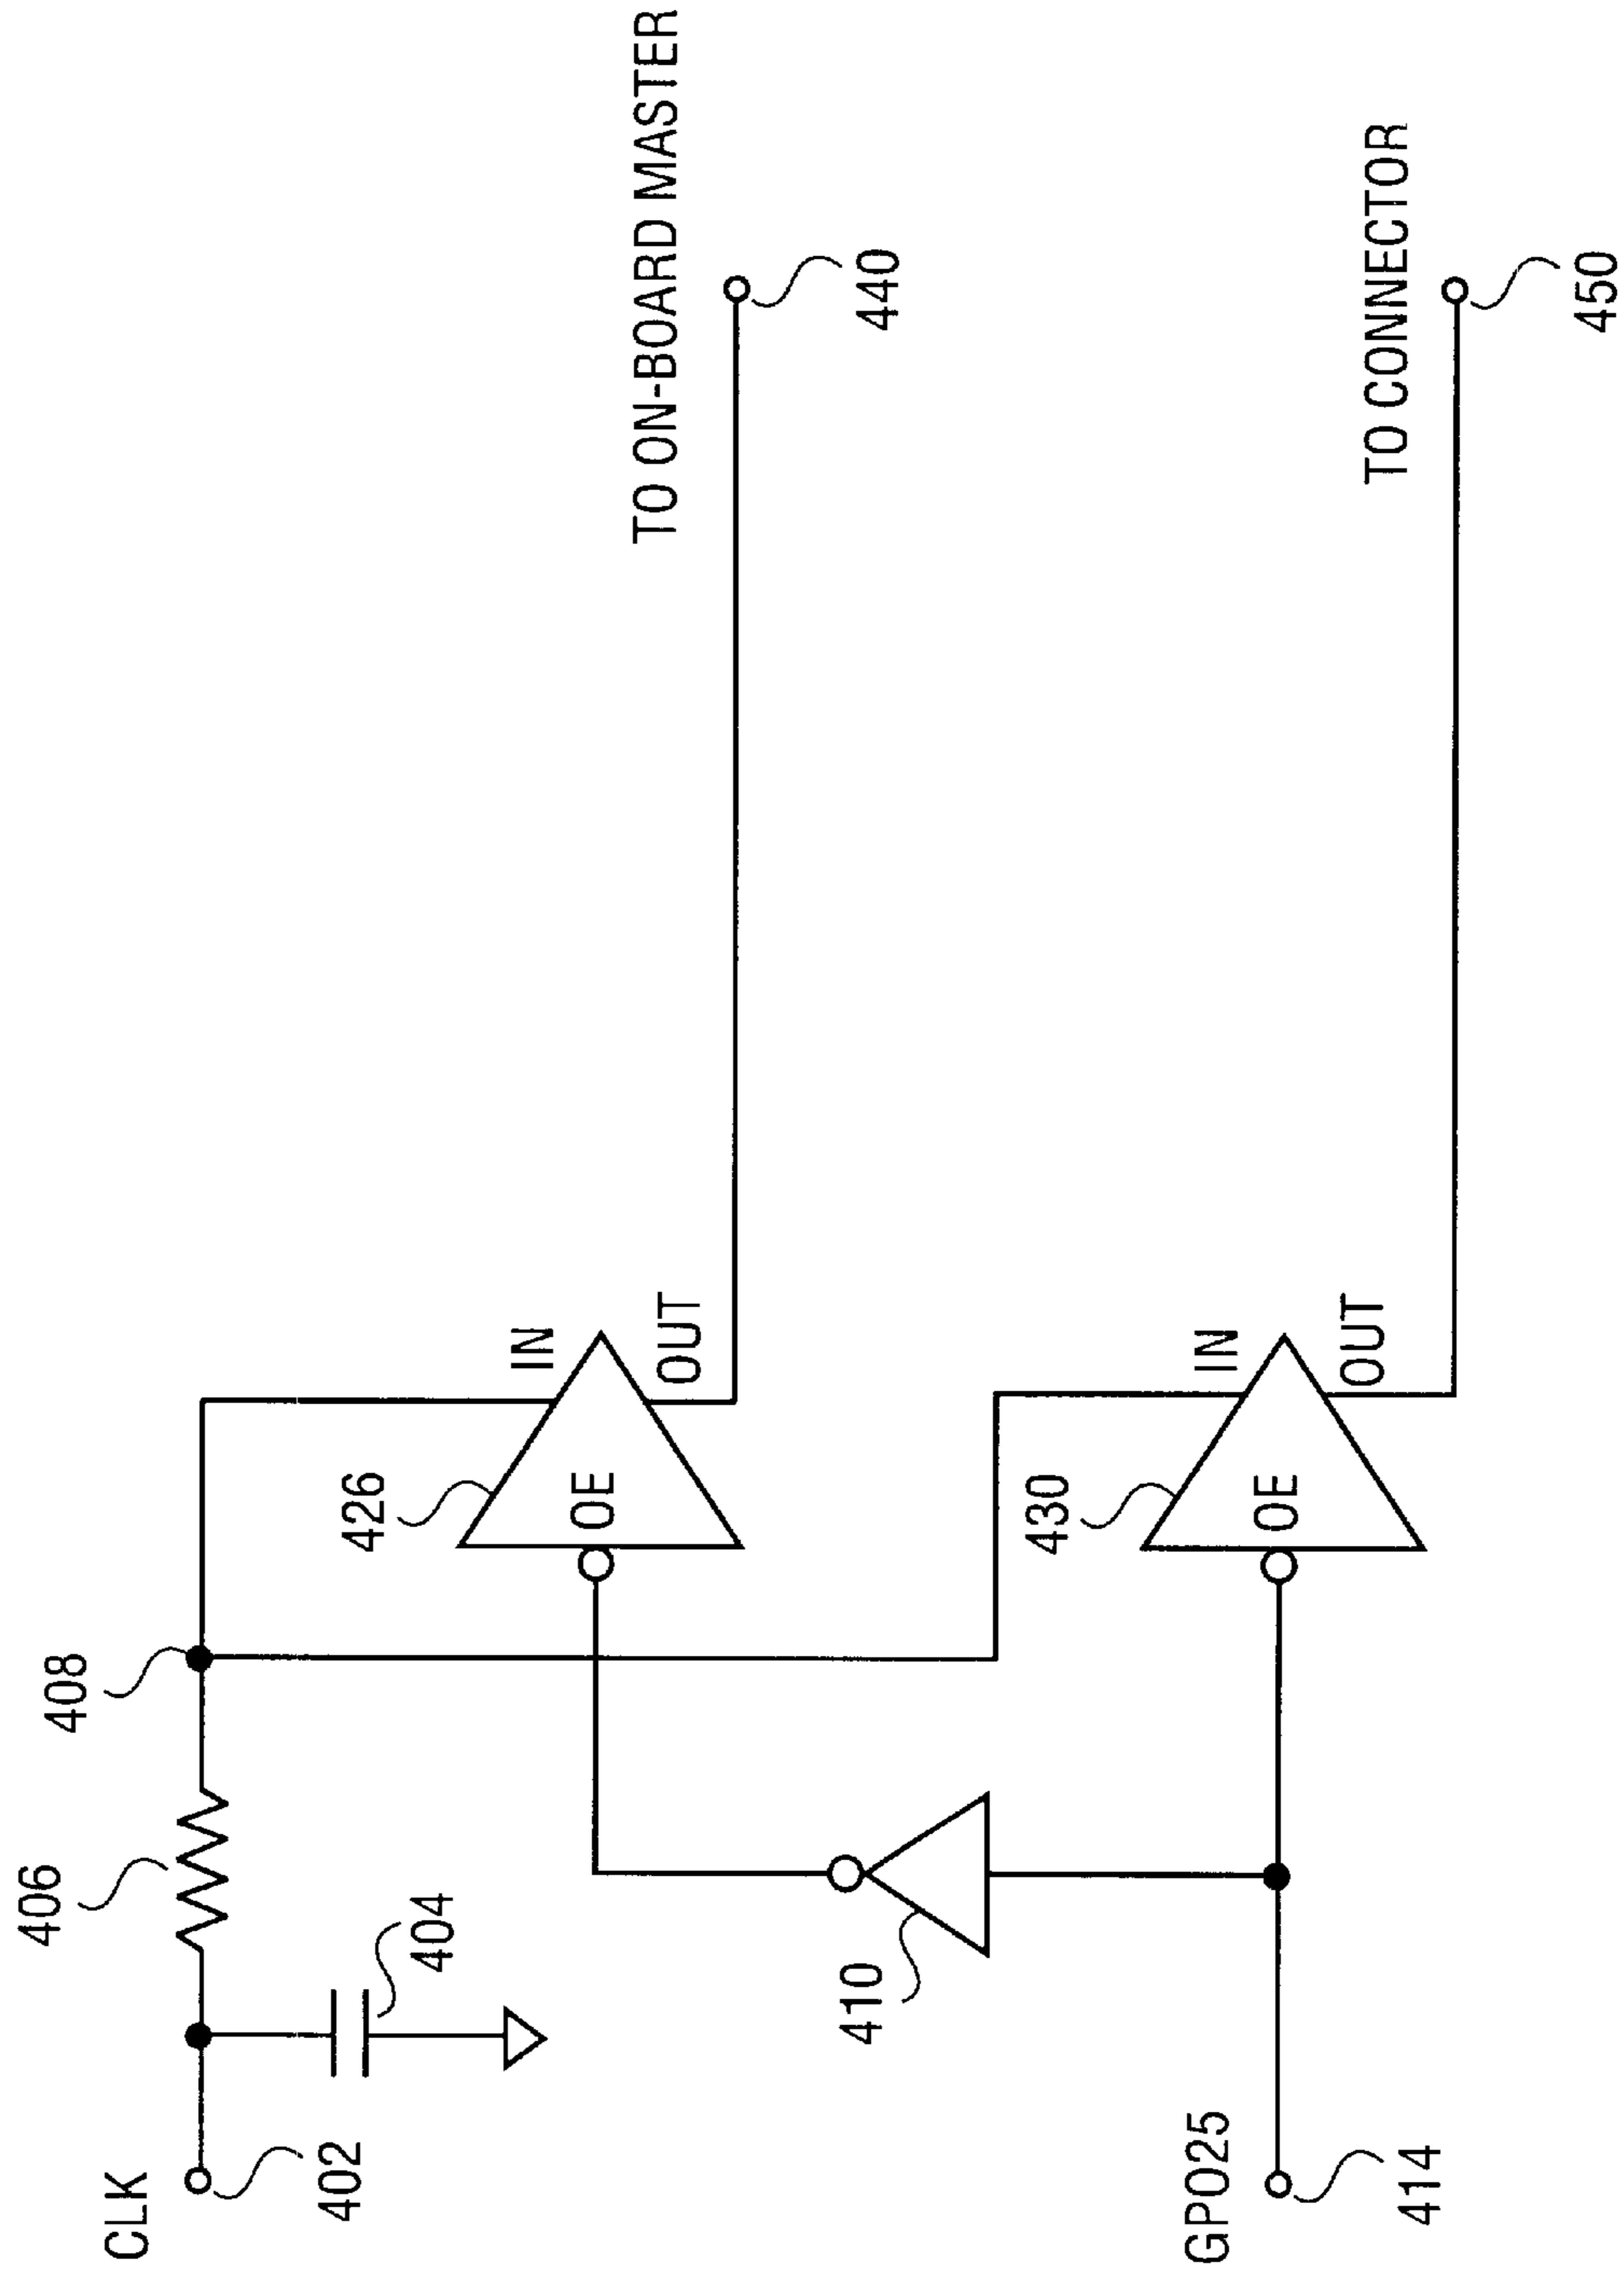 CLK
402
404
406
408
426
IN
OE
OUT
TO ON-BOARD MASTER
440
410
GPO25
414
430
IN
OE
OUT
TO CONNECTOR
450